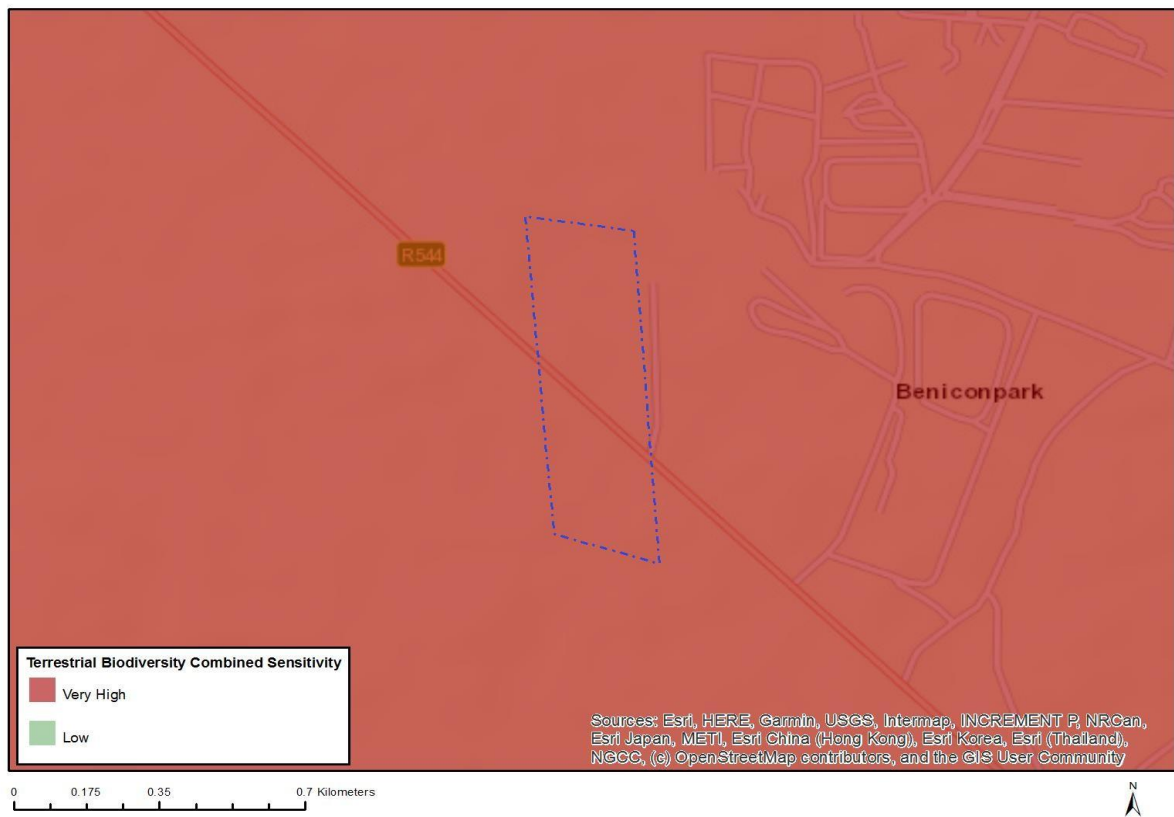 R544
Beniconpark
Terrestrial Biodiversity Combined Sensitivity
Very High
Low
Sources: Esri, HERE, Garmin, USGS, Intermap, INCREMENT P, NRCan,
Esri Japan, METI, Esri China (Hong Kong), Esri Korea, Esri (Thailand),
NGCC, (c) OpenStreetMap contributors, and the GIS User Community
0 0.175 0.35 0.7 Kilometers
N